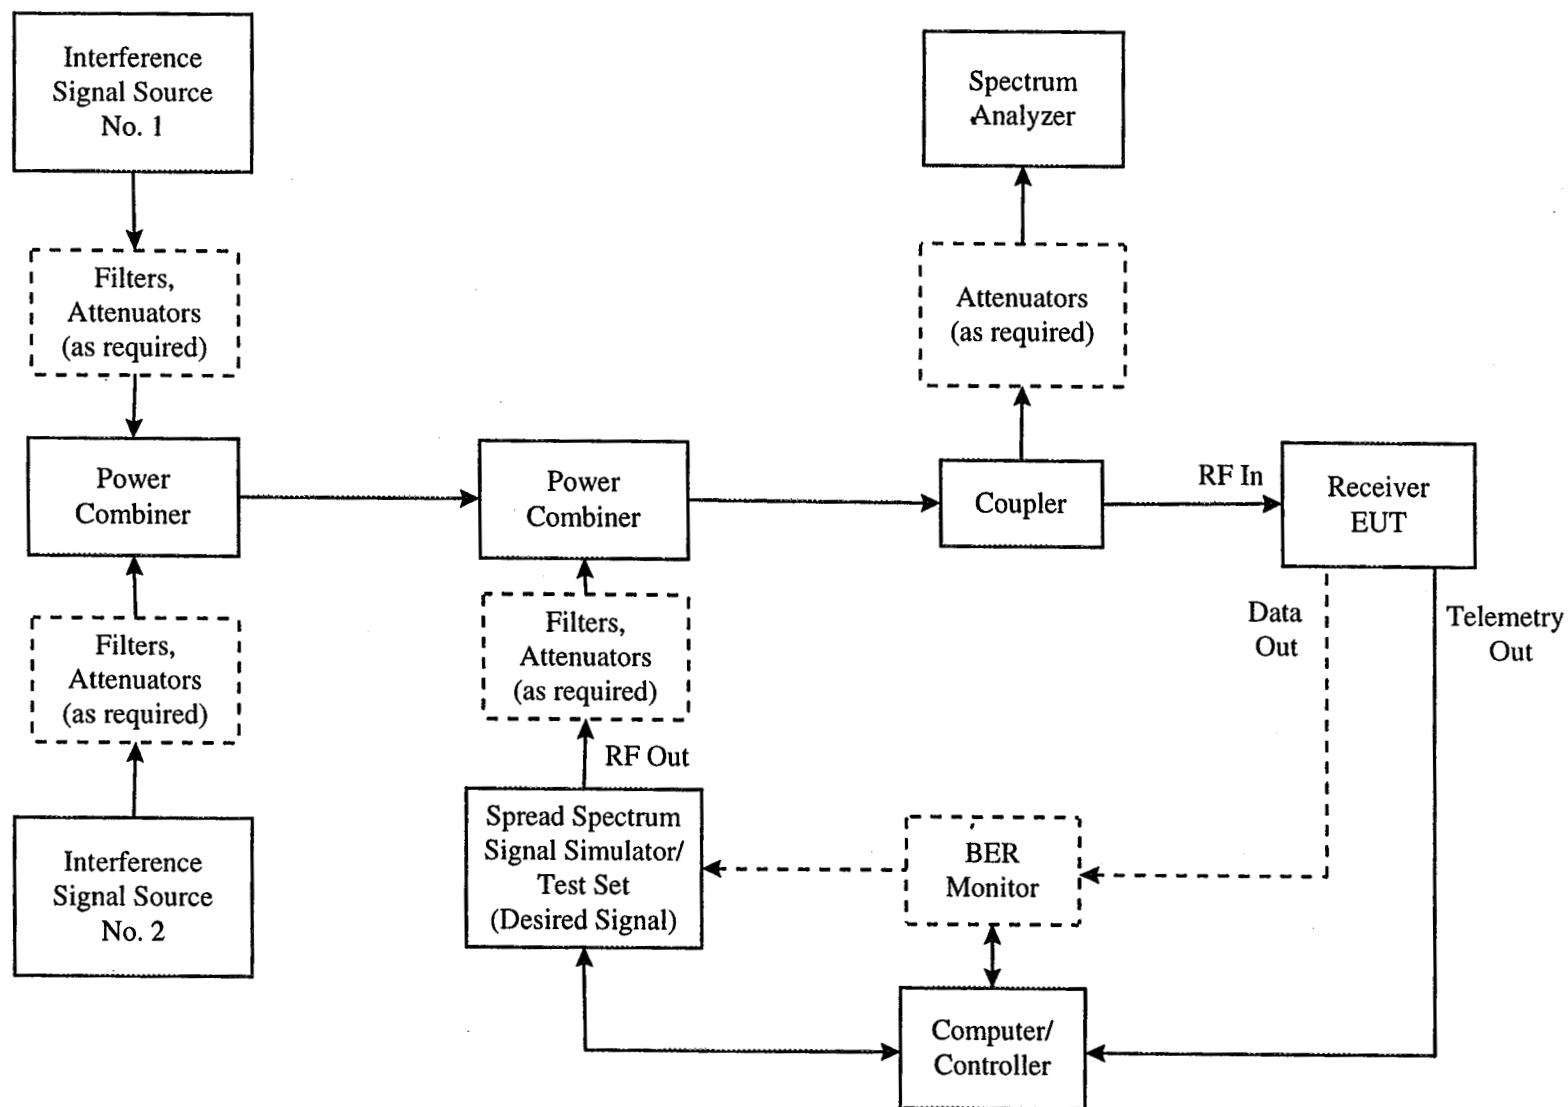 Interference
Signal Source
No. 1
Spectrum
Analyzer
Filters,
Attenuators
(as required)
Attenuators
(as required)
Power
Combiner
Power
Combiner
Coupler
RF In
Receiver
EUT
Filters,
Attenuators
(as required)
Filters,
Attenuators
(as required)
Data
Out
Telemetry
Out
RF Out
Interference
Signal Source
No. 2
Spread Spectrum
Signal Simulator/
Test Set
(Desired Signal)
BER
Monitor
Computer/
Controller